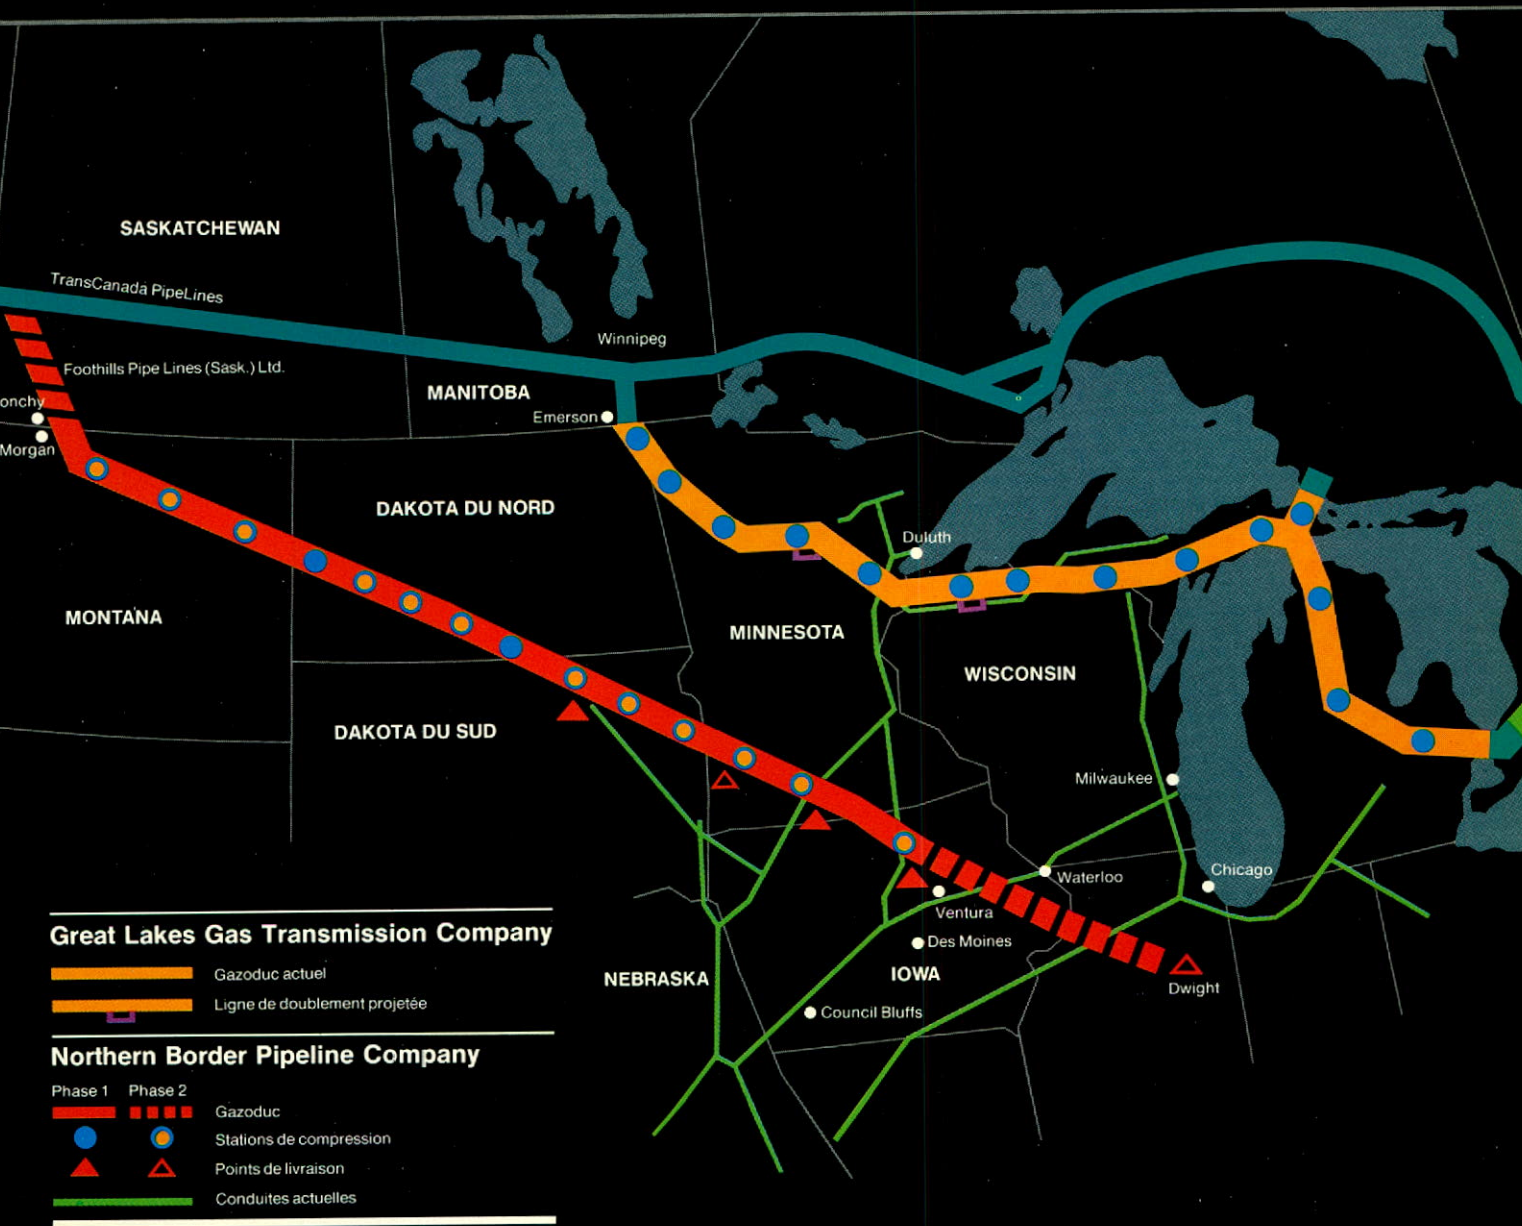 SASKATCHEWAN
TransCanada PipeLines
Winnipeg
Foothills Pipe Lines (Sask.) Ltd.
MANITOBA
onchy
Emerson
Morgan
DAKOTA DU NORD
Duluth
MONTANA
MINNESOTA
WISCONSIN
DAKOTA DU SUD
Milwaukee
Chicago
Waterloo
Ventura
Des Moines
IOWA
NEBRASKA
Dwight
Council Bluffs
Great Lakes Gas Transmission Company
Gazoduc actuel
Ligne de doublement projetée
Northern Border Pipeline Company
Phase 1 Phase 2
Gazoduc
Stations de compression
Points de livraison
Conduites actuelles